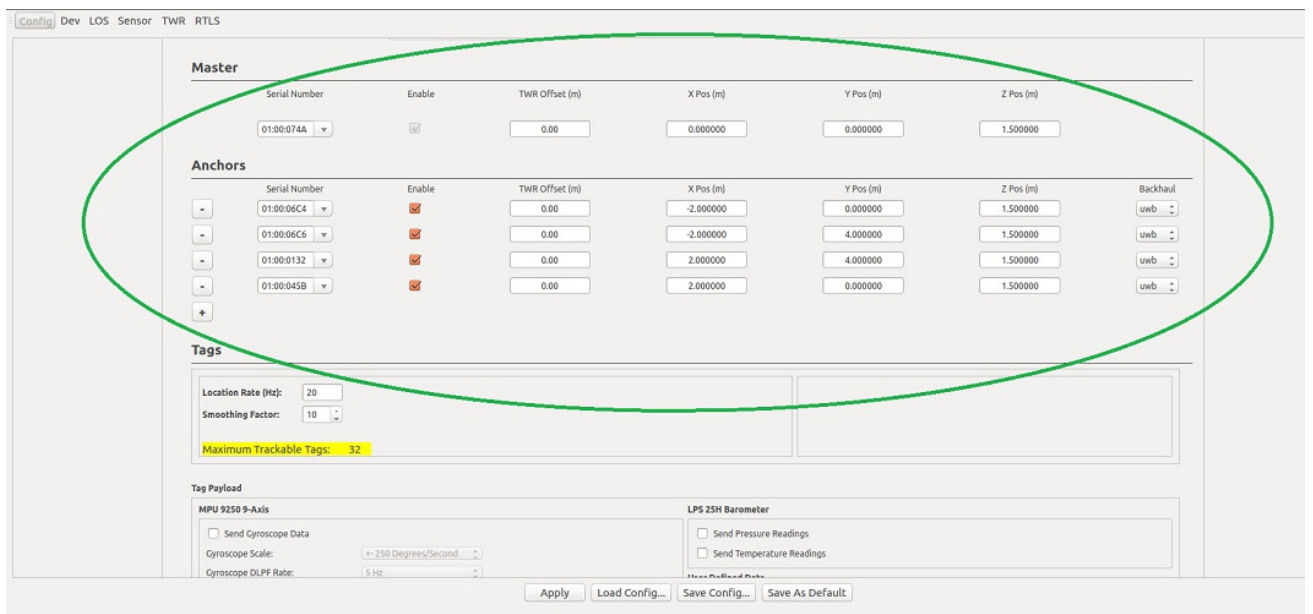 Config Dev LOS Sensor TWR RTLS
Master
Serial Number Enable TWR Offset (m) X Pos (m) Y Pos (m) Z Pos (m)
01:00:074A 0.00 0.000000 0.000000 1.500000
Anchors
Serial Number Enable TWR Offset (m) X Pos (m) Y Pos (m) Z Pos (m) Backhaul
- 01:00:06C4 0.00 -2.000000 0.000000 1.500000 uwb
- 01:00:06C6 0.00 -2.000000 4.000000 1.500000 uwb
- 01:00:0132 0.00 2.000000 4.000000 1.500000 uwb
- 01:00:045B 0.00 2.000000 0.000000 1.500000 uwb
+
Tags
Location Rate (Hz): 20
Smoothing Factor: 10
Maximum Trackable Tags: 32
Tag Payload
MPU 9250 9-Axis LPS 25H Barometer
Send Gyroscope Data Send Pressure Readings
Gyroscope Scale: +-250 Degrees/Second Send Temperature Readings
Gyroscope DLPF Rate: 5 Hz User Defined Data
Apply Load Config... Save Config... Save As Default